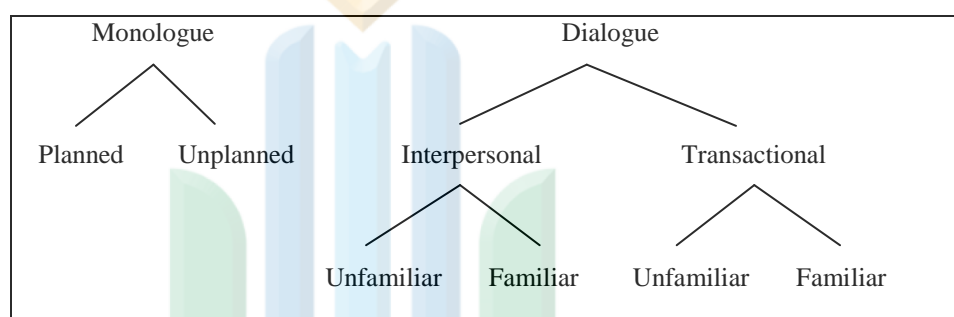 Monologue Dialogue
Planned Unplanned Interpersonal Transactional
Unfamiliar Familiar Unfamiliar Familiar